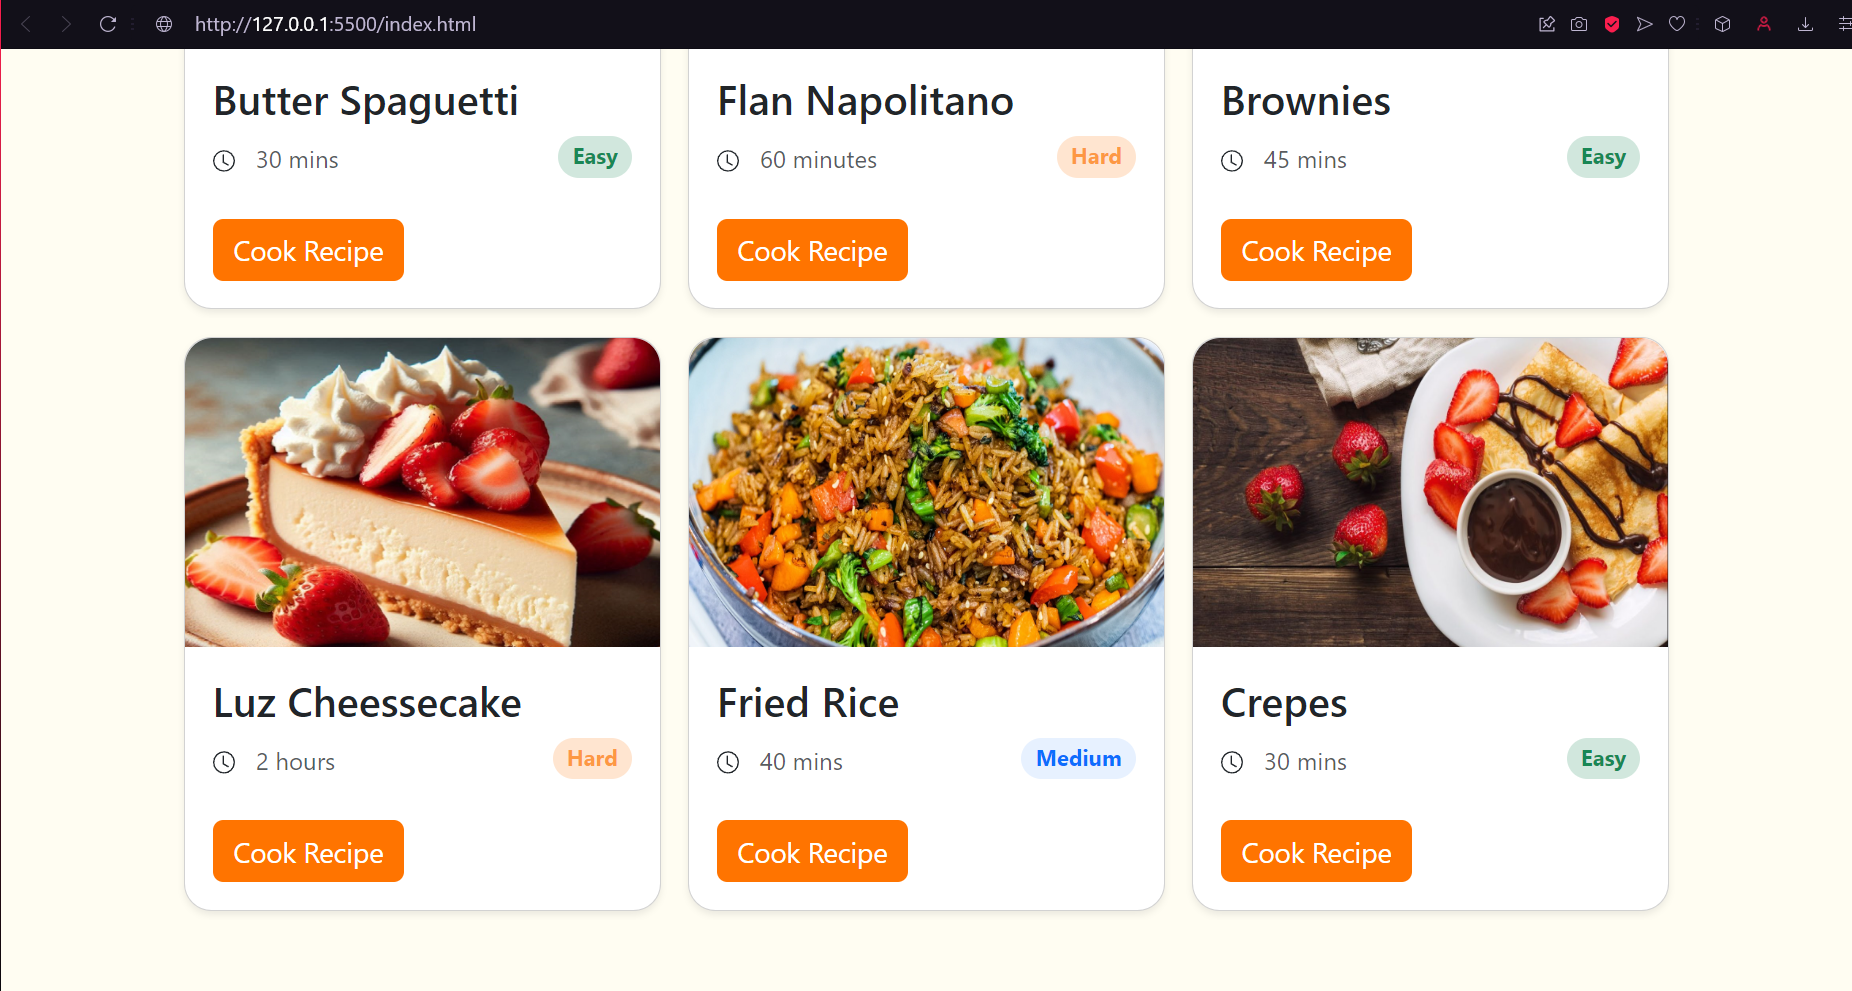 http://127.0.0.1:5500/index.html
Butter Spaguetti
30 mins
Easy
Cook Recipe
Flan Napolitano
60 minutes
Hard
Cook Recipe
Brownies
45 mins
Easy
Cook Recipe
Luz Cheessecake
2 hours
Hard
Cook Recipe
Fried Rice
40 mins
Medium
Cook Recipe
Crepes
30 mins
Easy
Cook Recipe